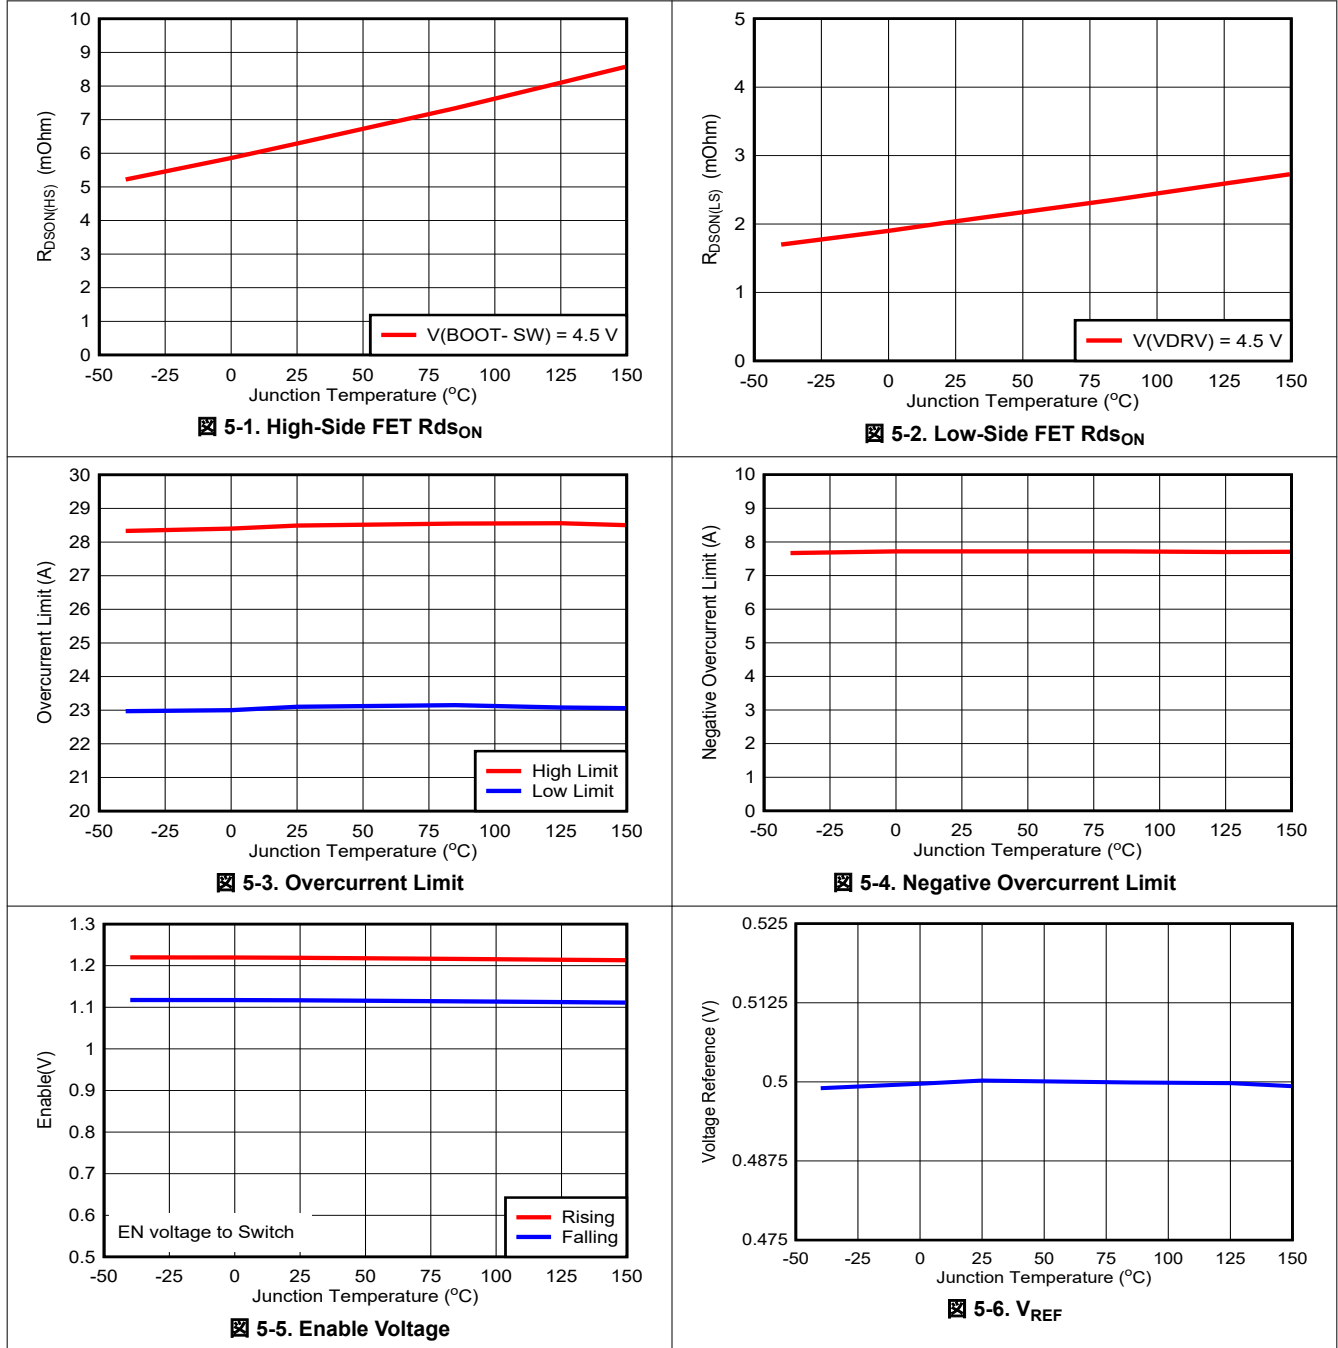 10
9
8
7
6
5
4
3
2
1
0
R_DSON(HS) (mOhm)
V(BOOT- SW) = 4.5 V
-50 -25 0 25 50 75 100 125 150
Junction Temperature (°C)
図 5-1. High-Side FET Rds_ON
5
4
3
2
1
0
R_DSON(LS) (mOhm)
V(VDRV) = 4.5 V
-50 -25 0 25 50 75 100 125 150
Junction Temperature (°C)
図 5-2. Low-Side FET Rds_ON
30
29
28
27
26
25
24
23
22
21
20
Overcurrent Limit (A)
High Limit
Low Limit
-50 -25 0 25 50 75 100 125 150
Junction Temperature (°C)
図 5-3. Overcurrent Limit
10
9
8
7
6
5
4
3
2
1
0
Negative Overcurrent Limit (A)
-50 -25 0 25 50 75 100 125 150
Junction Temperature (°C)
図 5-4. Negative Overcurrent Limit
1.3
1.2
1.1
1
0.9
0.8
0.7
0.6
0.5
Enable(V)
EN voltage to Switch
Rising
Falling
-50 -25 0 25 50 75 100 125 150
Junction Temperature (°C)
図 5-5. Enable Voltage
0.525
0.5125
0.5
0.4875
0.475
Voltage Reference (V)
-50 -25 0 25 50 75 100 125 150
Junction Temperature (°C)
図 5-6. V_REF